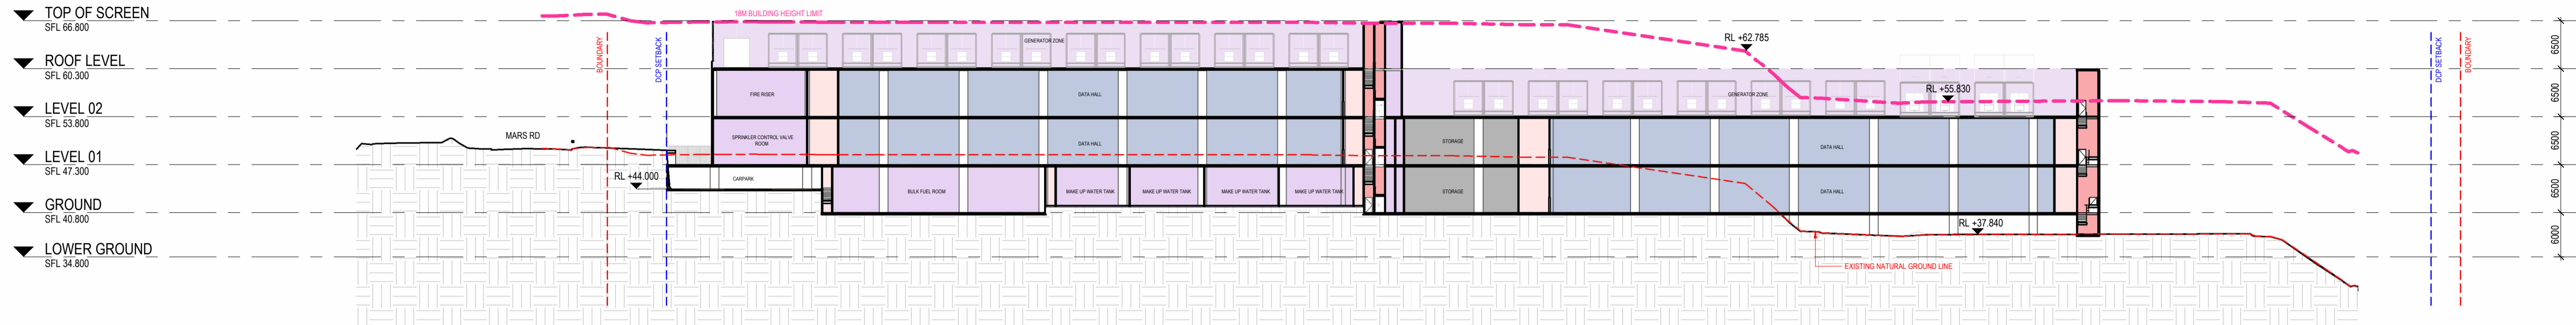 TOP OF SCREEN
SFL 66.800
ROOF LEVEL
SFL 60.300
LEVEL 02
SFL 53.800
LEVEL 01
SFL 47.300
GROUND
SFL 40.800
LOWER GROUND
SFL 34.800
BOUNDARY
DCP SETBACK
MARS RD
RL +44.000
18M BUILDING HEIGHT LIMIT
GENERATOR ZONE
FIRE RISER
DATA HALL
SPRINKLER CONTROL VALVE
ROOM
DATA HALL
CARPARK
BULK FUEL ROOM
MAKE UP WATER TANK
MAKE UP WATER TANK
MAKE UP WATER TANK
MAKE UP WATER TANK
RL +62.785
GENERATOR ZONE
RL +55.830
STORAGE
DATA HALL
STORAGE
DATA HALL
RL +37.840
EXISTING NATURAL GROUND LINE
DCP SETBACK
BOUNDARY
6500
6500
6500
6500
6000